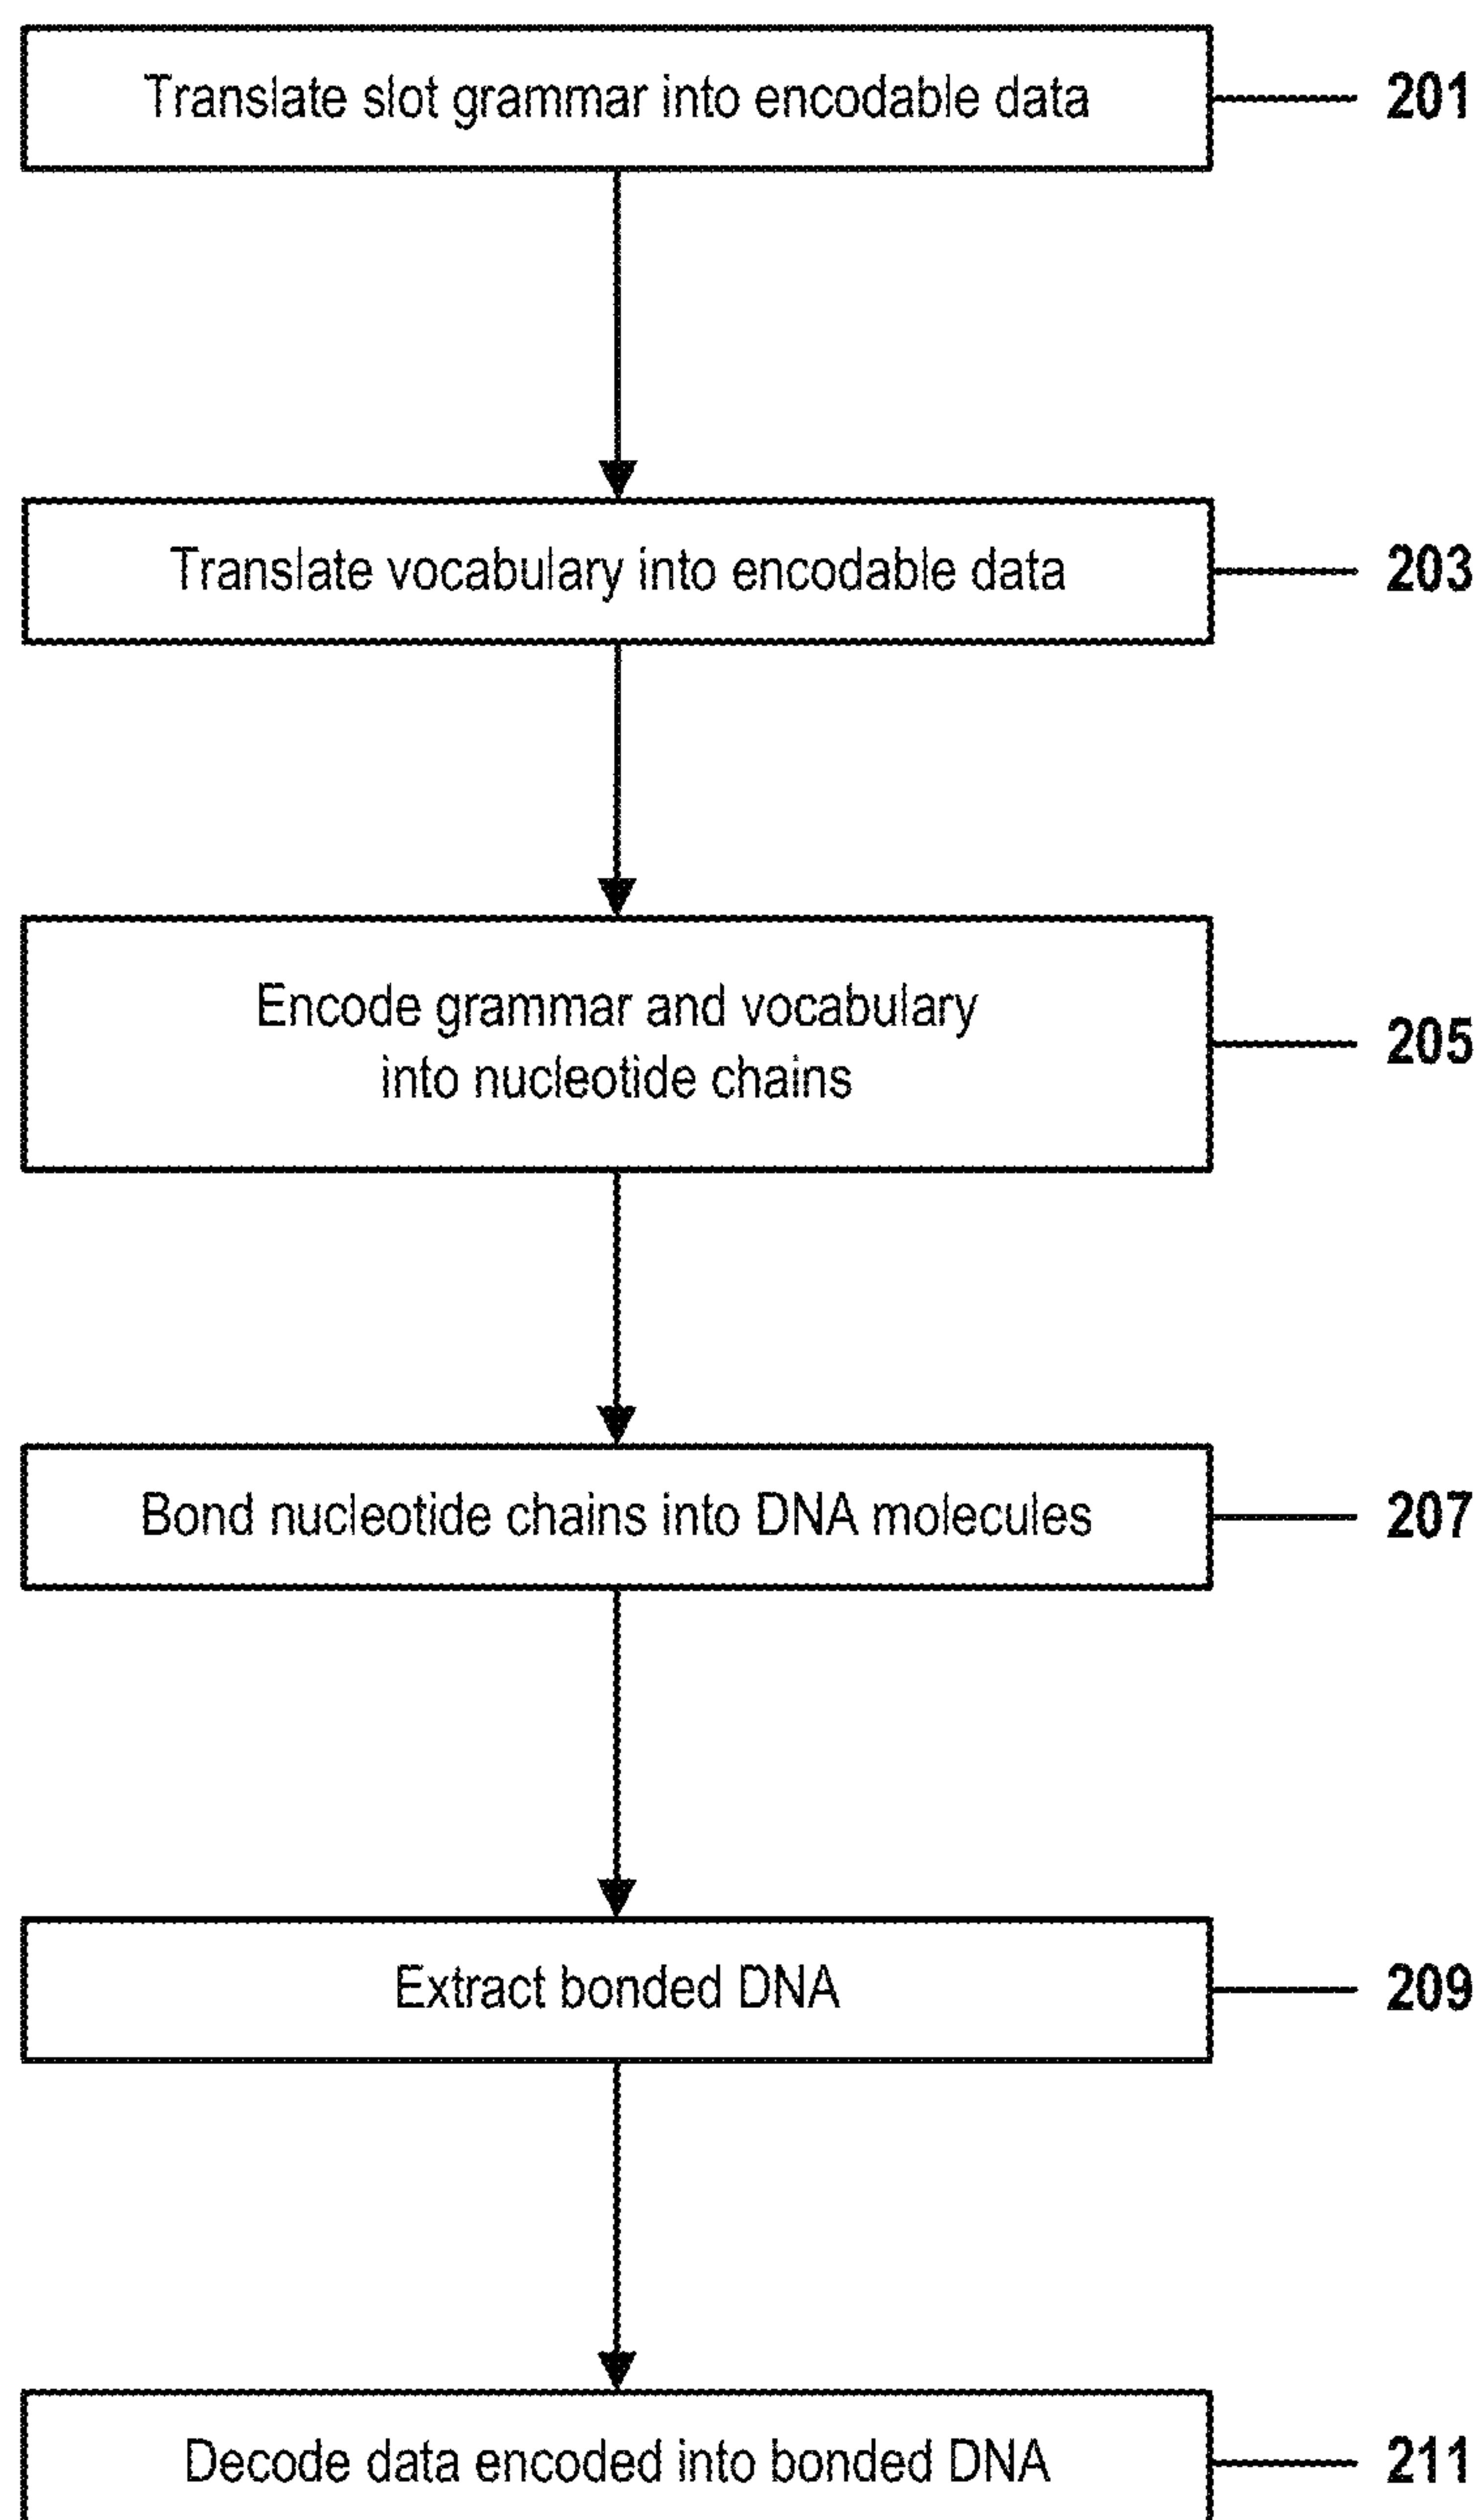 Translate slot grammar into encodable data
201
Translate vocabulary into encodable data
203
Encode grammar and vocabulary
into nucleotide chains
205
Bond nucleotide chains into DNA molecules
207
Extract bonded DNA
209
Decode data encoded into bonded DNA
211